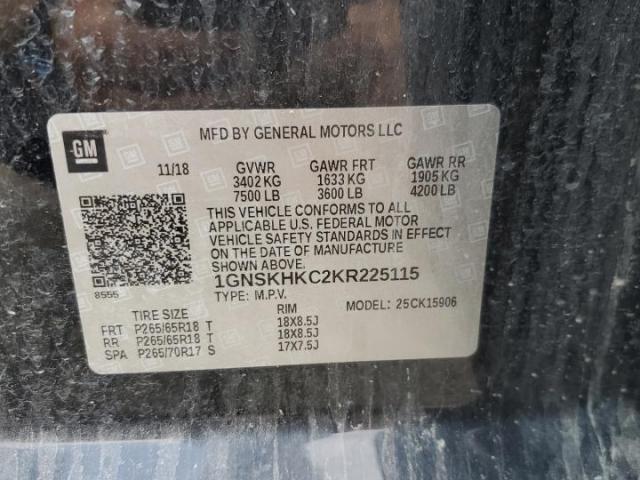 MFD BY GENERAL MOTORS LLC
GM
11/18 GVWR GAWR FRT GAWR RR
3402 KG 1633 KG 1905 KG
7500 LB 3600 LB 4200 LB
THIS VEHICLE CONFORMS TO ALL
APPLICABLE U.S. FEDERAL MOTOR
VEHICLE SAFETY STANDARDS IN EFFECT
ON THE DATE OF MANUFACTURE
SHOWN ABOVE.
1GNSKHKC2KR225115
8555
TYPE: M.P.V. MODEL: 25CK15906
TIRE SIZE RIM
FRT P265/65R18 T 18X8.5J
RR P265/65R18 T 18X8.5J
SPA P265/70R17 S 17X7.5J